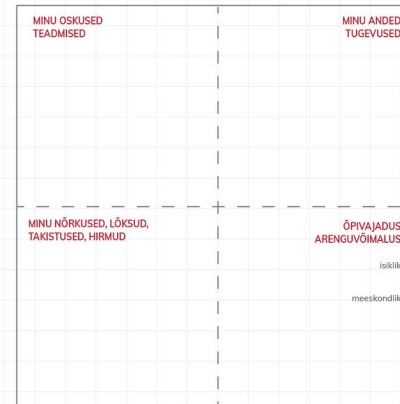 MINU OSKUSED
TEADMISED
MINU ANDED
TUGEVUSED
MINU NÕRKUSED, LÕKSUD,
TAKISTUSED, HIRMUD
ÕPIVAJADUS
ARENGUVÕIMALUS
isiklik
meeskondlik